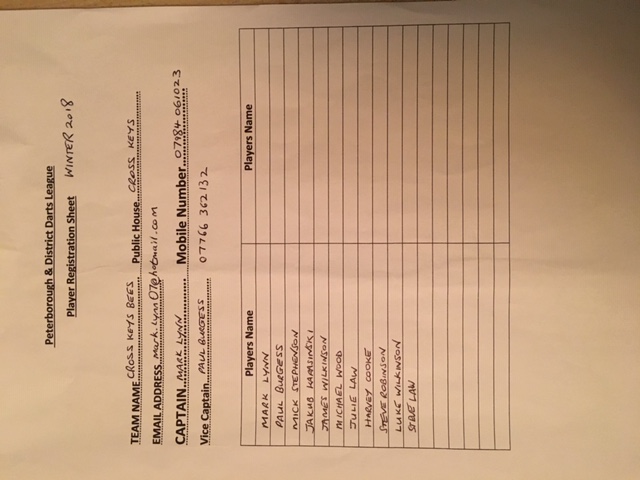 Peterborough & District Darts League
Player Registration Sheet WINTER 2018
TEAM NAME CROSS KEYS BEES Public House CROSS KEYS
EMAIL ADDRESS mark.lynn07@hotmail.com
CAPTAIN MARK LYNN Mobile Number 07984 061023
Vice Captain PAUL BURGESS 07766 362132
Players Name Players Name
MARK LYNN
PAUL BURGESS
MICK STEPHENSON
JAKUB KARASINSKI
JAMES WILKINSON
MICHAEL WOOD
JULIE LAW
HARVEY COOKE
STEVE ROBINSON
LUKE WILKINSON
STEVE LAW